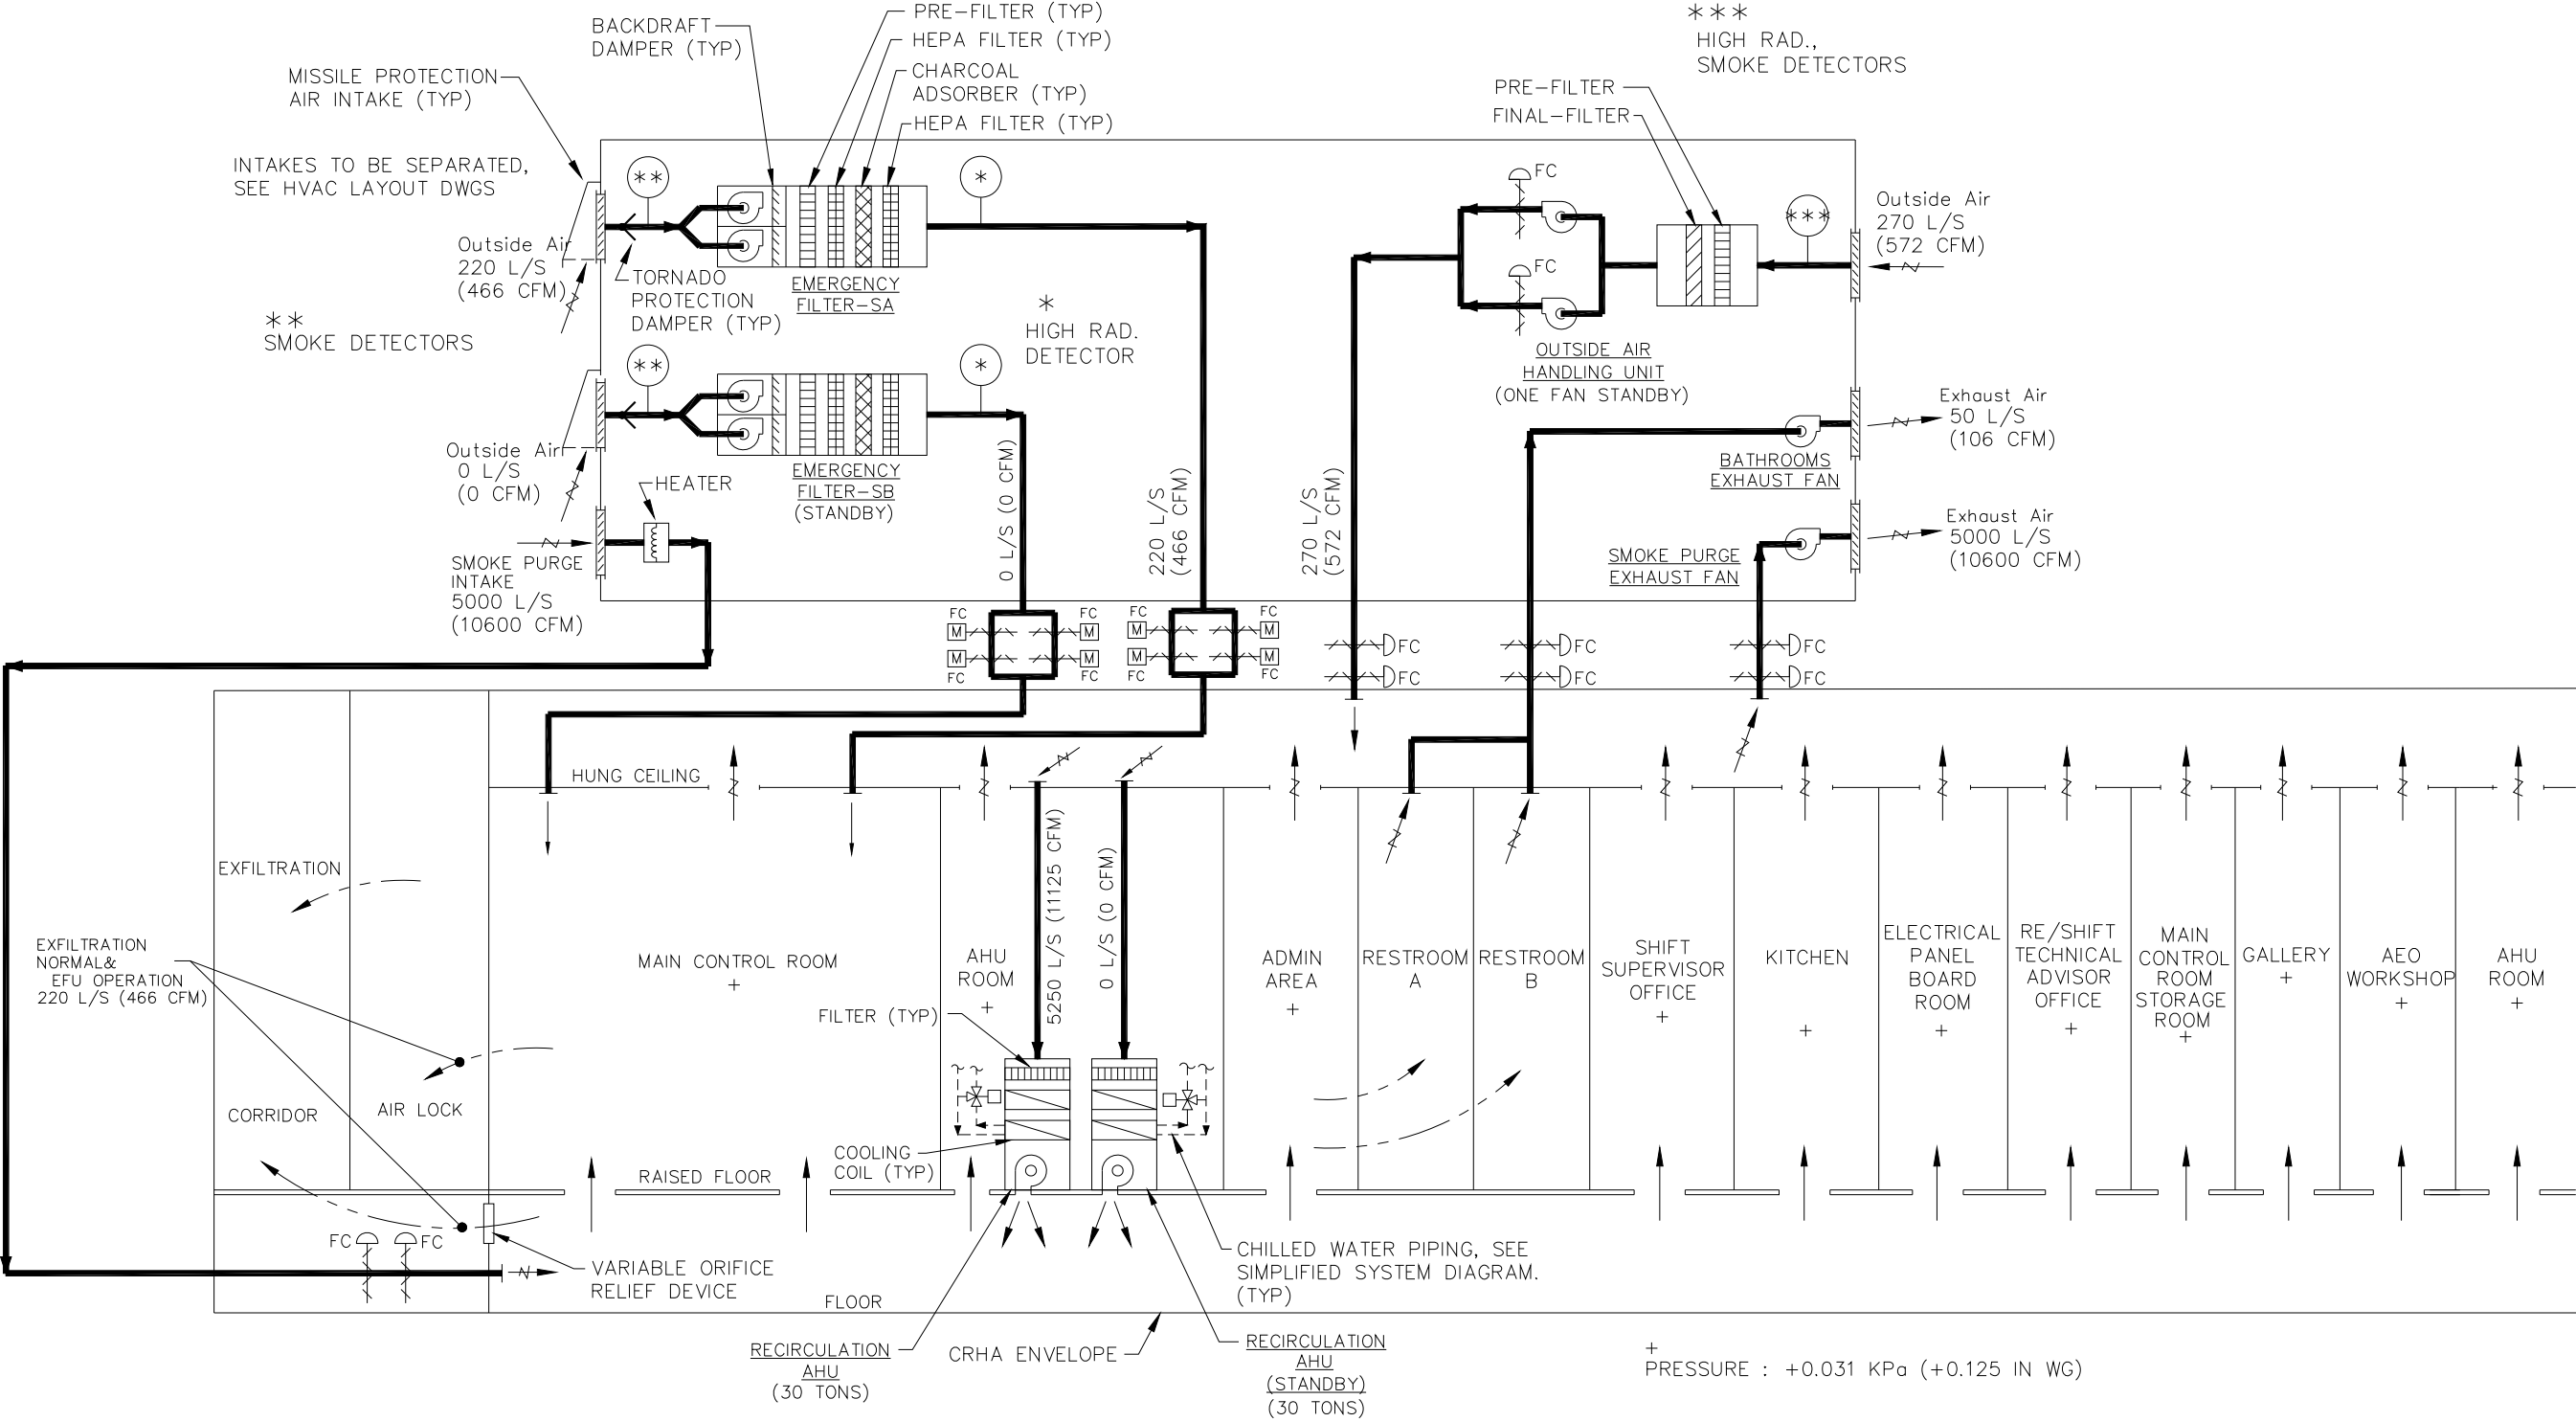 BACKDRAFT
DAMPER (TYP)
PRE-FILTER (TYP)
HEPA FILTER (TYP)
CHARCOAL
ADSORBER (TYP)
HEPA FILTER (TYP)
MISSILE PROTECTION
AIR INTAKE (TYP)
INTAKES TO BE SEPARATED,
SEE HVAC LAYOUT DWGS
***
HIGH RAD.,
SMOKE DETECTORS
PRE-FILTER
FINAL-FILTER
**
*
FC
***
Outside Air
270 L/S
(572 CFM)
Outside Air
220 L/S
(466 CFM)
TORNADO
PROTECTION
DAMPER (TYP)
EMERGENCY
FILTER-SA
*
HIGH RAD.
DETECTOR
FC
**
SMOKE DETECTORS
**
*
OUTSIDE AIR
HANDLING UNIT
(ONE FAN STANDBY)
Exhaust Air
50 L/S
(106 CFM)
Outside Air
0 L/S
(0 CFM)
HEATER
EMERGENCY
FILTER-SB
(STANDBY)
0 L/S (0 CFM)
220 L/S
(466 CFM)
270 L/S
(572 CFM)
BATHROOMS
EXHAUST FAN
Exhaust Air
5000 L/S
(10600 CFM)
SMOKE PURGE
INTAKE
5000 L/S
(10600 CFM)
SMOKE PURGE
EXHAUST FAN
FC FC FC FC
M M M M
M M M M
FC FC FC FC
FC FC FC
FC FC FC
HUNG CEILING
EXFILTRATION
5250 L/S (11125 CFM)
0 L/S (0 CFM)
EXFILTRATION
NORMAL&
EFU OPERATION
220 L/S (466 CFM)
MAIN CONTROL ROOM
+
AHU
ROOM
+
ADMIN
AREA
+
RESTROOM
A
RESTROOM
B
SHIFT
SUPERVISOR
OFFICE
+
KITCHEN
+
ELECTRICAL
PANEL
BOARD
ROOM
+
RE/SHIFT
TECHNICAL
ADVISOR
OFFICE
+
MAIN
CONTROL
ROOM
STORAGE
ROOM
+
GALLERY
+
AEO
WORKSHOP
+
AHU
ROOM
+
FILTER (TYP)
CORRIDOR
AIR LOCK
COOLING
COIL (TYP)
RAISED FLOOR
FC FC
VARIABLE ORIFICE
RELIEF DEVICE
CHILLED WATER PIPING, SEE
SIMPLIFIED SYSTEM DIAGRAM.
(TYP)
FLOOR
RECIRCULATION
AHU
(30 TONS)
CRHA ENVELOPE
RECIRCULATION
AHU
(STANDBY)
(30 TONS)
+
PRESSURE : +0.031 KPa (+0.125 IN WG)